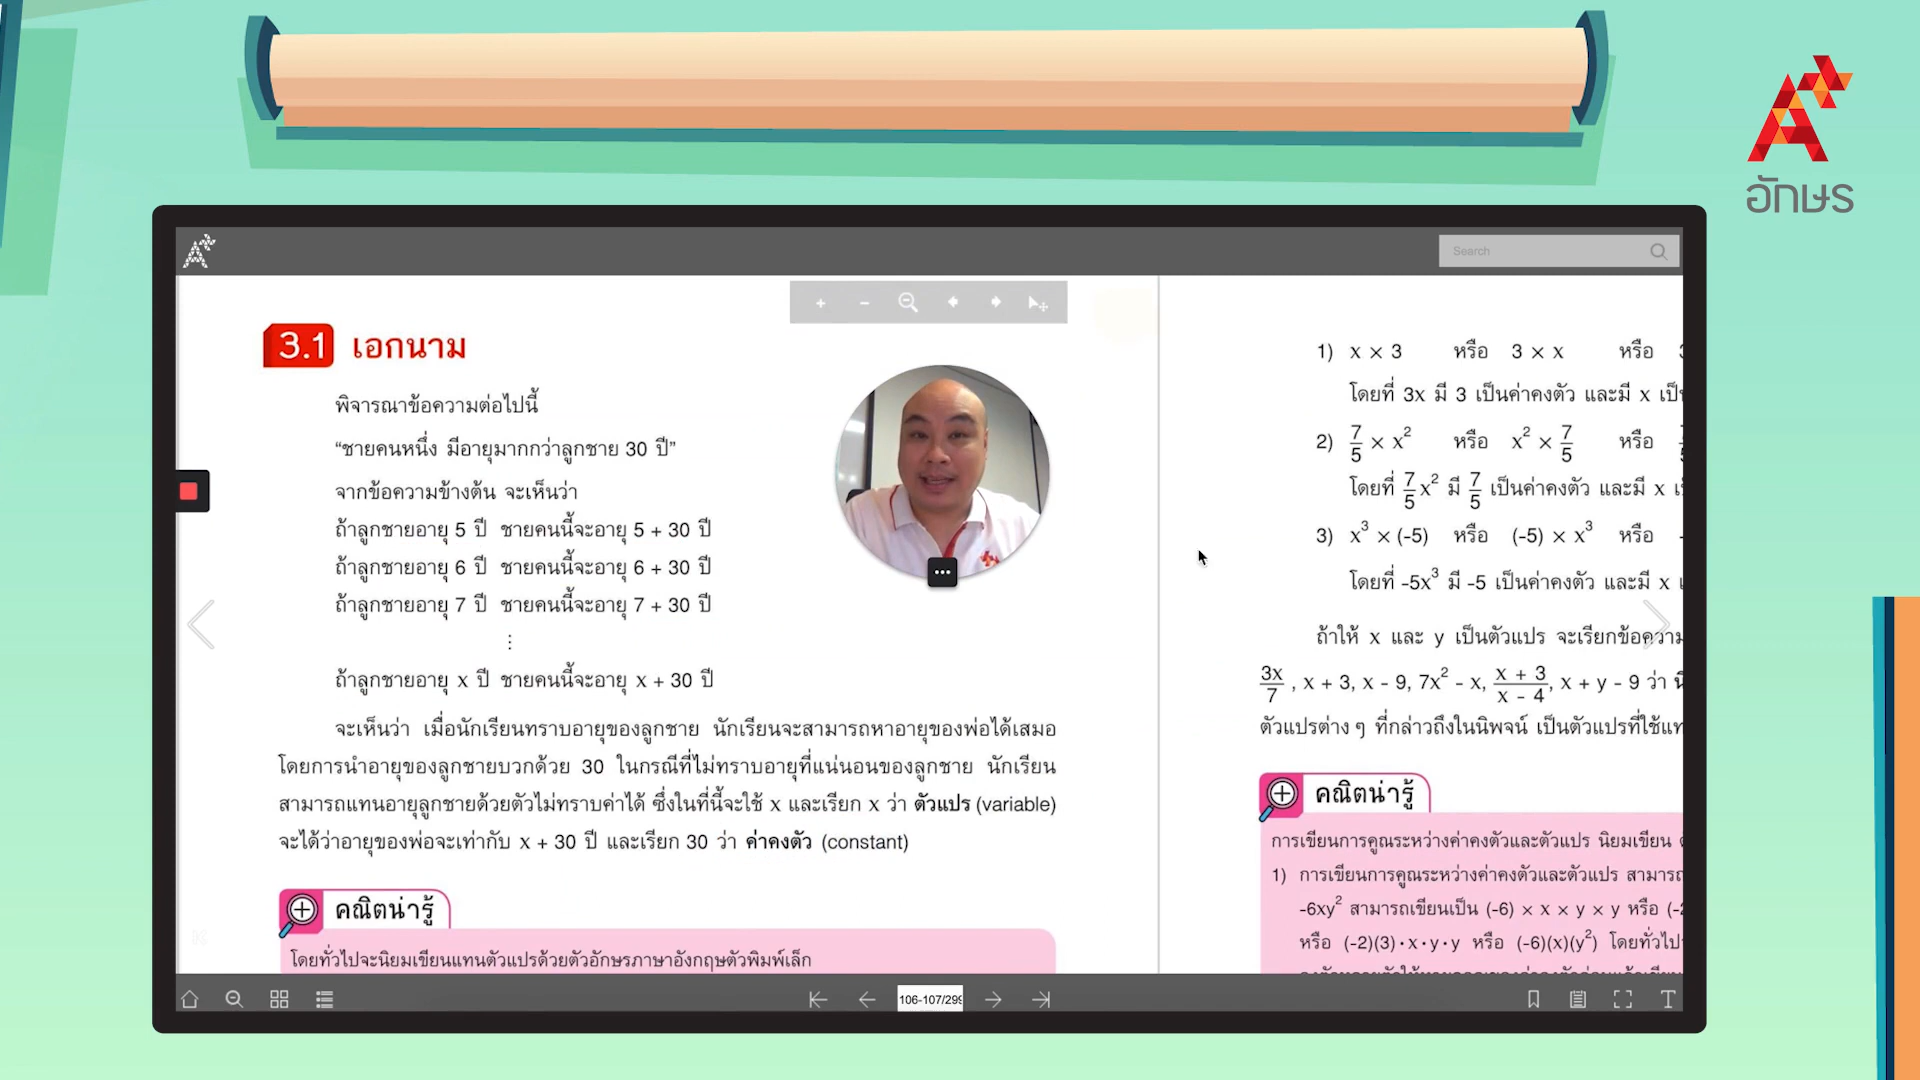 อักษร
Search
3.1 เอกนาม
พิจารณาข้อความต่อไปนี้
“ชายคนหนึ่ง มีอายุมากกว่าลูกชาย 30 ปี”
จากข้อความข้างต้น จะเห็นว่า
ถ้าลูกชายอายุ 5 ปี ชายคนนี้จะอายุ 5 + 30 ปี
ถ้าลูกชายอายุ 6 ปี ชายคนนี้จะอายุ 6 + 30 ปี
ถ้าลูกชายอายุ 7 ปี ชายคนนี้จะอายุ 7 + 30 ปี
⋮
ถ้าลูกชายอายุ x ปี ชายคนนี้จะอายุ x + 30 ปี
จะเห็นว่า เมื่อนักเรียนทราบอายุของลูกชาย นักเรียนจะสามารถหาอายุของพ่อได้เสมอ
โดยการนำอายุของลูกชายบวกด้วย 30 ในกรณีที่ไม่ทราบอายุที่แน่นอนของลูกชาย นักเรียน
สามารถแทนอายุลูกชายด้วยตัวไม่ทราบค่าได้ ซึ่งในที่นี้จะใช้ x และเรียก x ว่า ตัวแปร (variable)
จะได้ว่าอายุของพ่อจะเท่ากับ x + 30 ปี และเรียก 30 ว่า ค่าคงตัว (constant)
คณิตน่ารู้
โดยทั่วไปจะนิยมเขียนแทนตัวแปรด้วยตัวอักษรภาษาอังกฤษตัวพิมพ์เล็ก
1) x × 3 หรือ 3 × x หรือ
โดยที่ 3x มี 3 เป็นค่าคงตัว และมี x
2) 7/5 × x² หรือ x² × 7/5 หรือ
โดยที่ 7/5x² มี 7/5 เป็นค่าคงตัว และมี x
3) x³ × (-5) หรือ (-5) × x³ หรือ
โดยที่ -5x³ มี -5 เป็นค่าคงตัว และมี x
ถ้าให้ x และ y เป็นตัวแปร จะเรียกข้อความ
3x/7 , x + 3, x - 9, 7x² - x, (x + 3)/(x - 4), x + y - 9 ว่า
ตัวแปรต่าง ๆ ที่กล่าวถึงในนิพจน์ เป็นตัวแปรที่ใช้แท
คณิตน่ารู้
การเขียนการคูณระหว่างค่าคงตัวและตัวแปร นิยมเขียน
1) การเขียนการคูณระหว่างค่าคงตัวและตัวแปร สามารถ
-6xy² สามารถเขียนเป็น (-6) × x × y × y หรือ
หรือ (-2)(3)·x·y·y หรือ (-6)(x)(y²) โดยทั่วไป
106-107/299